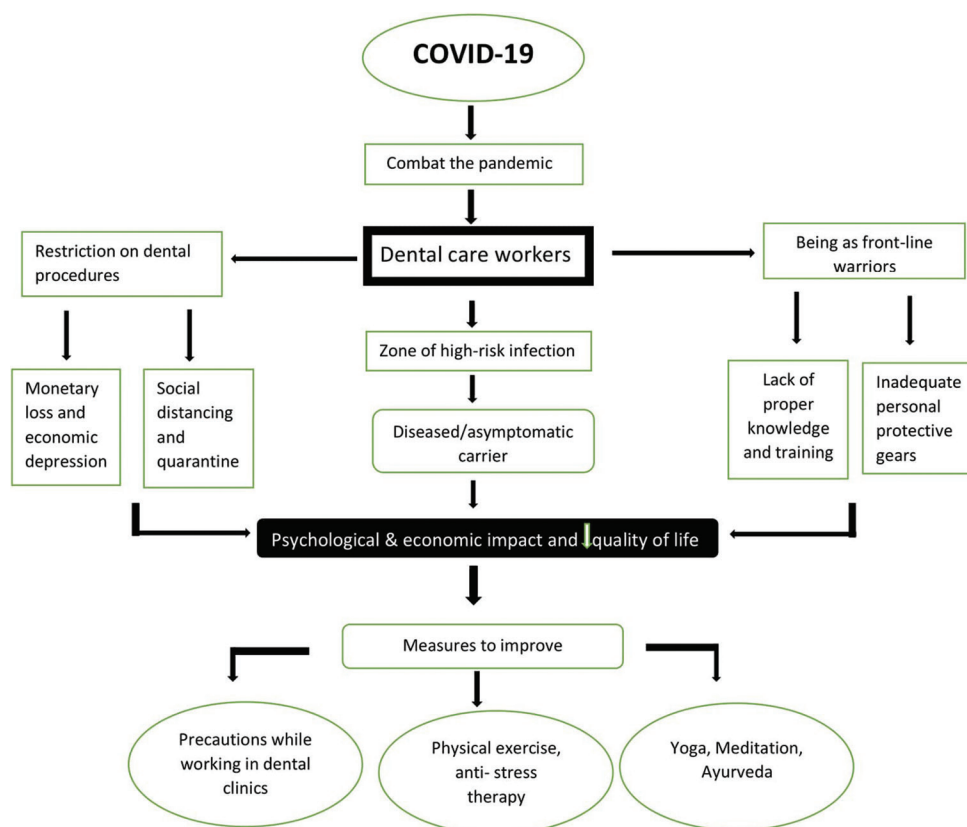 COVID-19
Combat the pandemic
Restriction on dental
procedures
Dental care workers
Being as front-line
warriors
Zone of high-risk infection
Monetary
loss and
economic
depression
Social
distancing
and
quarantine
Diseased/asymptomatic
carrier
Lack of
proper
knowledge
and training
Inadequate
personal
protective
gears
Psychological & economic impact and quality of life
Measures to improve
Precautions while
working in dental
clinics
Physical exercise,
anti- stress
therapy
Yoga, Meditation,
Ayurveda